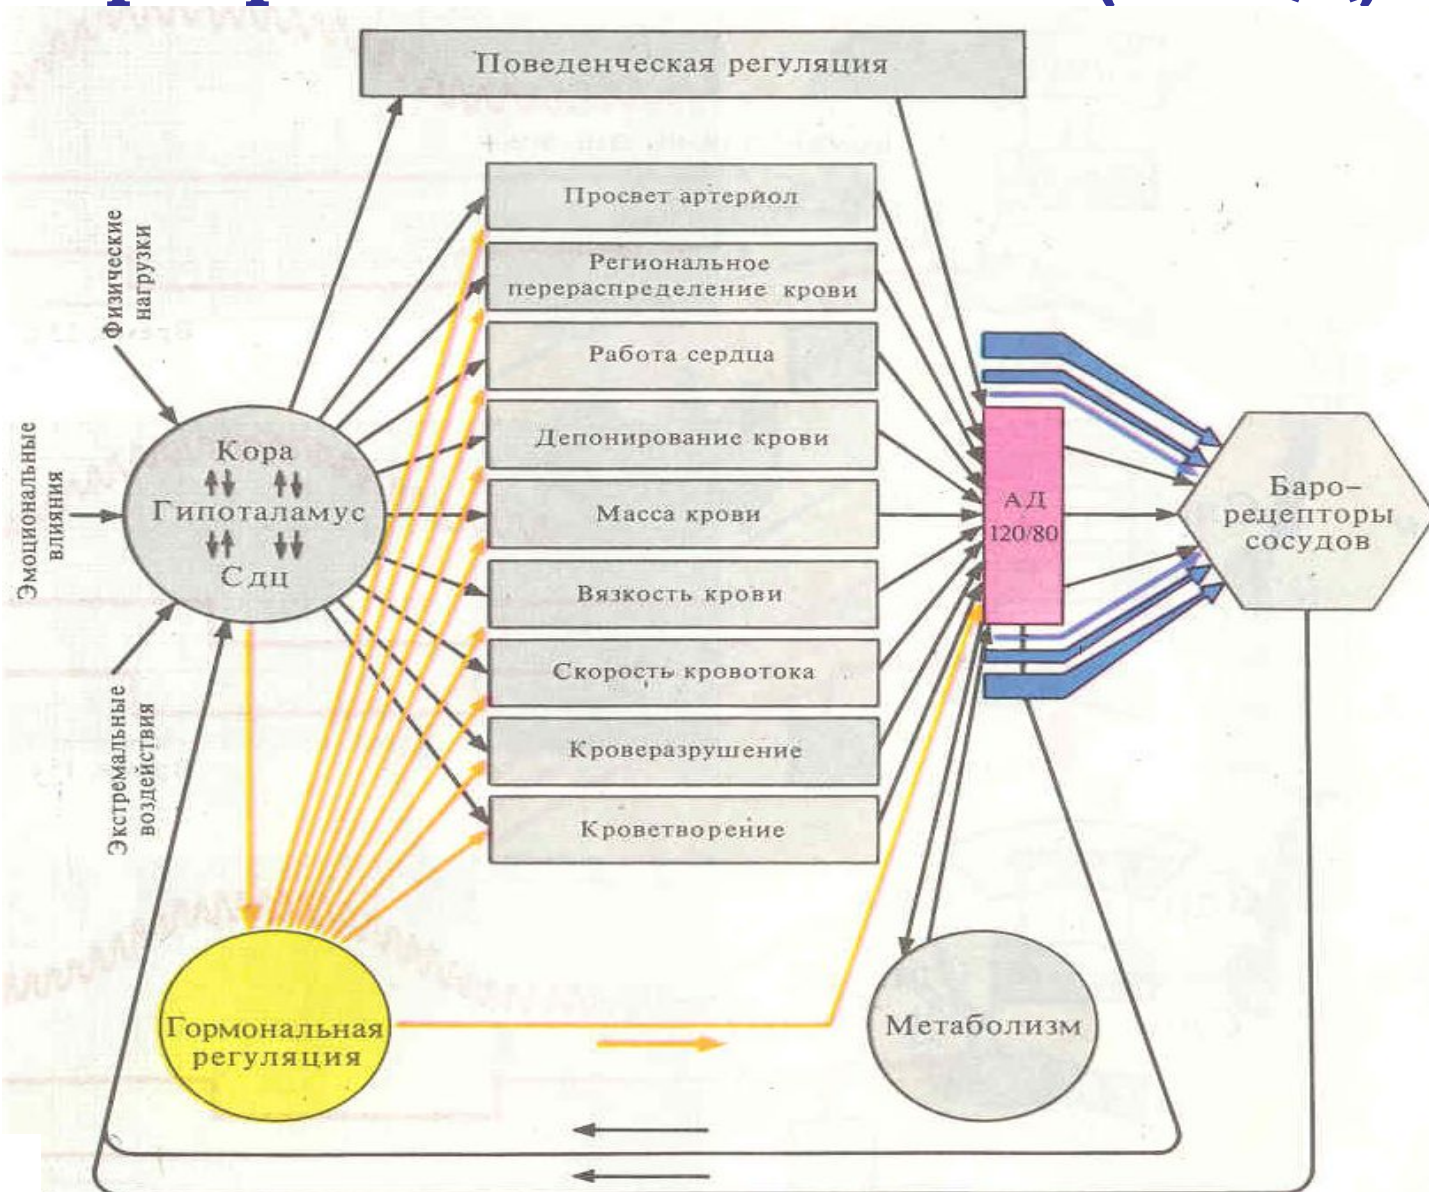 Поведенческая регуляция
Просвет артериол
Региональное
перераспределение крови
Работа сердца
Депонирование крови
Масса крови
Вязкость крови
Скорость кровотока
Кроверазрушение
Кроветворение
Физические
нагрузки
Эмоциональные
влияния
Экстремальные
воздействия
Кора
Гипоталамус
Сдц
АД
120/80
Баро-
рецепторы
сосудов
Гормональная
регуляция
Метаболизм